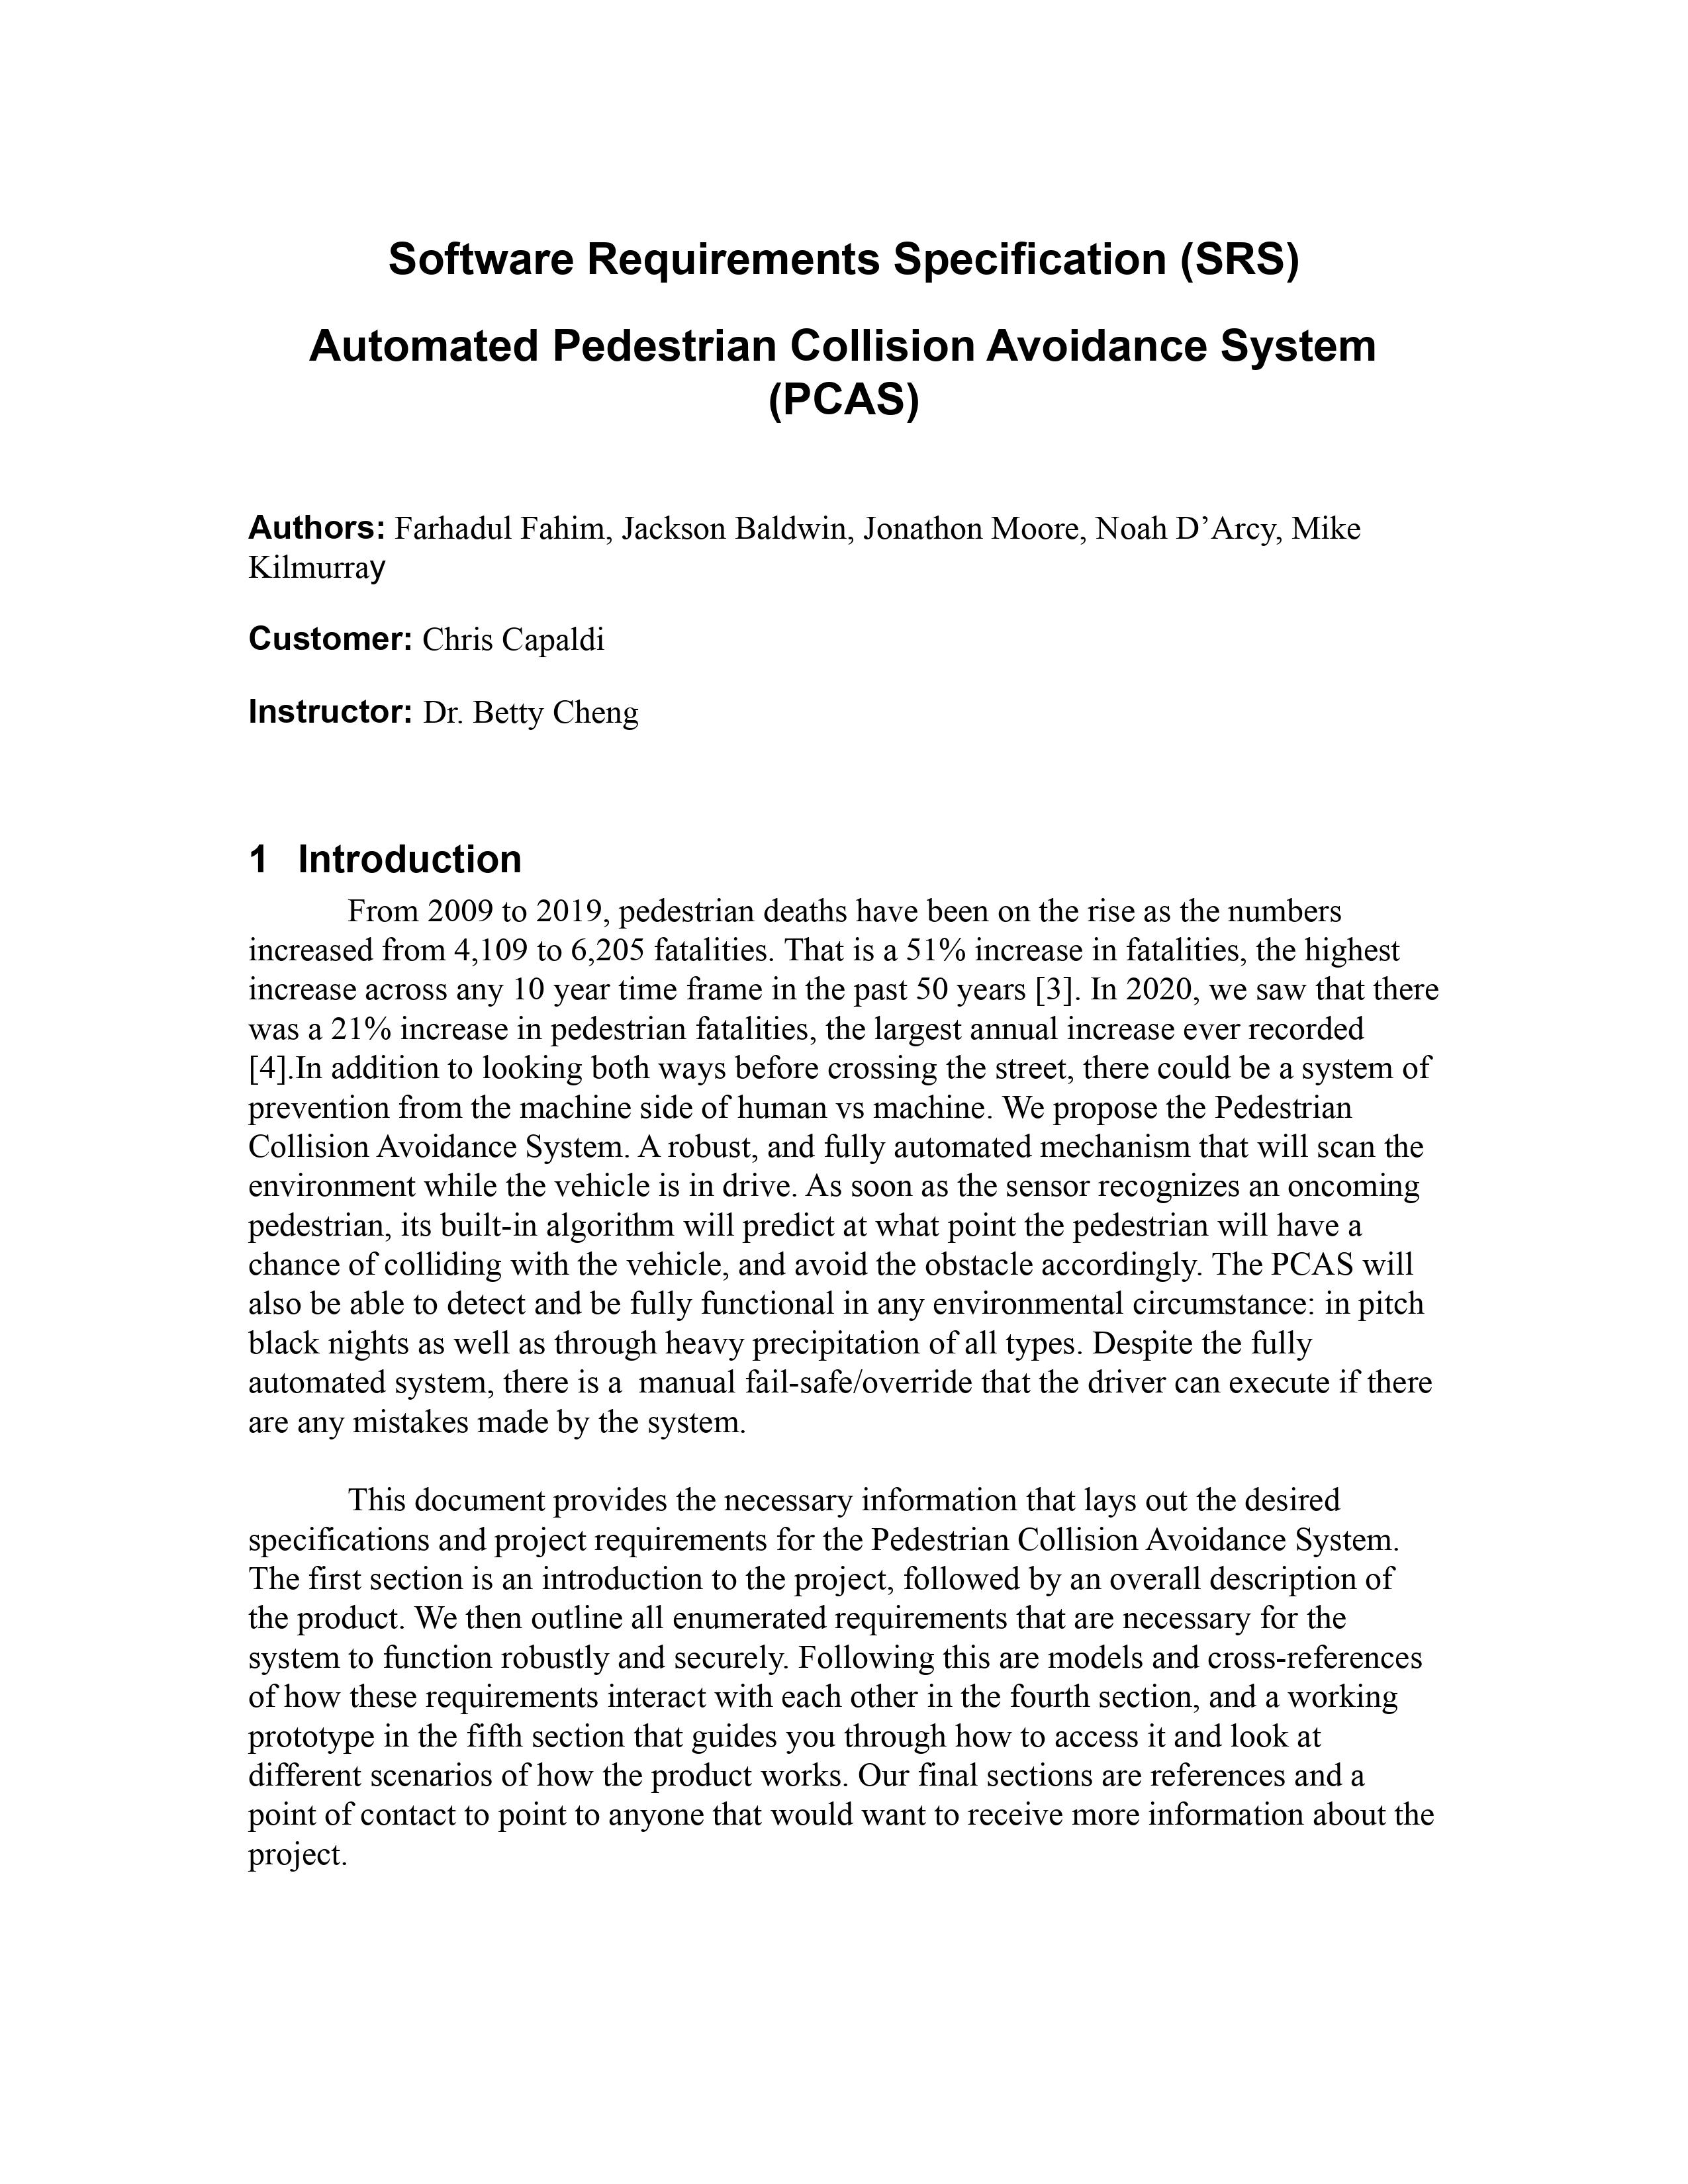 Software Requirements Specification (SRS)
Automated Pedestrian Collision Avoidance System
(PCAS)
Authors: Farhadul Fahim, Jackson Baldwin, Jonathon Moore, Noah D’Arcy, Mike
Kilmurray
Customer: Chris Capaldi
Instructor: Dr. Betty Cheng
1 Introduction
From 2009 to 2019, pedestrian deaths have been on the rise as the numbers
increased from 4,109 to 6,205 fatalities. That is a 51% increase in fatalities, the highest
increase across any 10 year time frame in the past 50 years [3]. In 2020, we saw that there
was a 21% increase in pedestrian fatalities, the largest annual increase ever recorded
[4].In addition to looking both ways before crossing the street, there could be a system of
prevention from the machine side of human vs machine. We propose the Pedestrian
Collision Avoidance System. A robust, and fully automated mechanism that will scan the
environment while the vehicle is in drive. As soon as the sensor recognizes an oncoming
pedestrian, its built-in algorithm will predict at what point the pedestrian will have a
chance of colliding with the vehicle, and avoid the obstacle accordingly. The PCAS will
also be able to detect and be fully functional in any environmental circumstance: in pitch
black nights as well as through heavy precipitation of all types. Despite the fully
automated system, there is a  manual fail-safe/override that the driver can execute if there
are any mistakes made by the system.
This document provides the necessary information that lays out the desired
specifications and project requirements for the Pedestrian Collision Avoidance System.
The first section is an introduction to the project, followed by an overall description of
the product. We then outline all enumerated requirements that are necessary for the
system to function robustly and securely. Following this are models and cross-references
of how these requirements interact with each other in the fourth section, and a working
prototype in the fifth section that guides you through how to access it and look at
different scenarios of how the product works. Our final sections are references and a
point of contact to point to anyone that would want to receive more information about the
project.